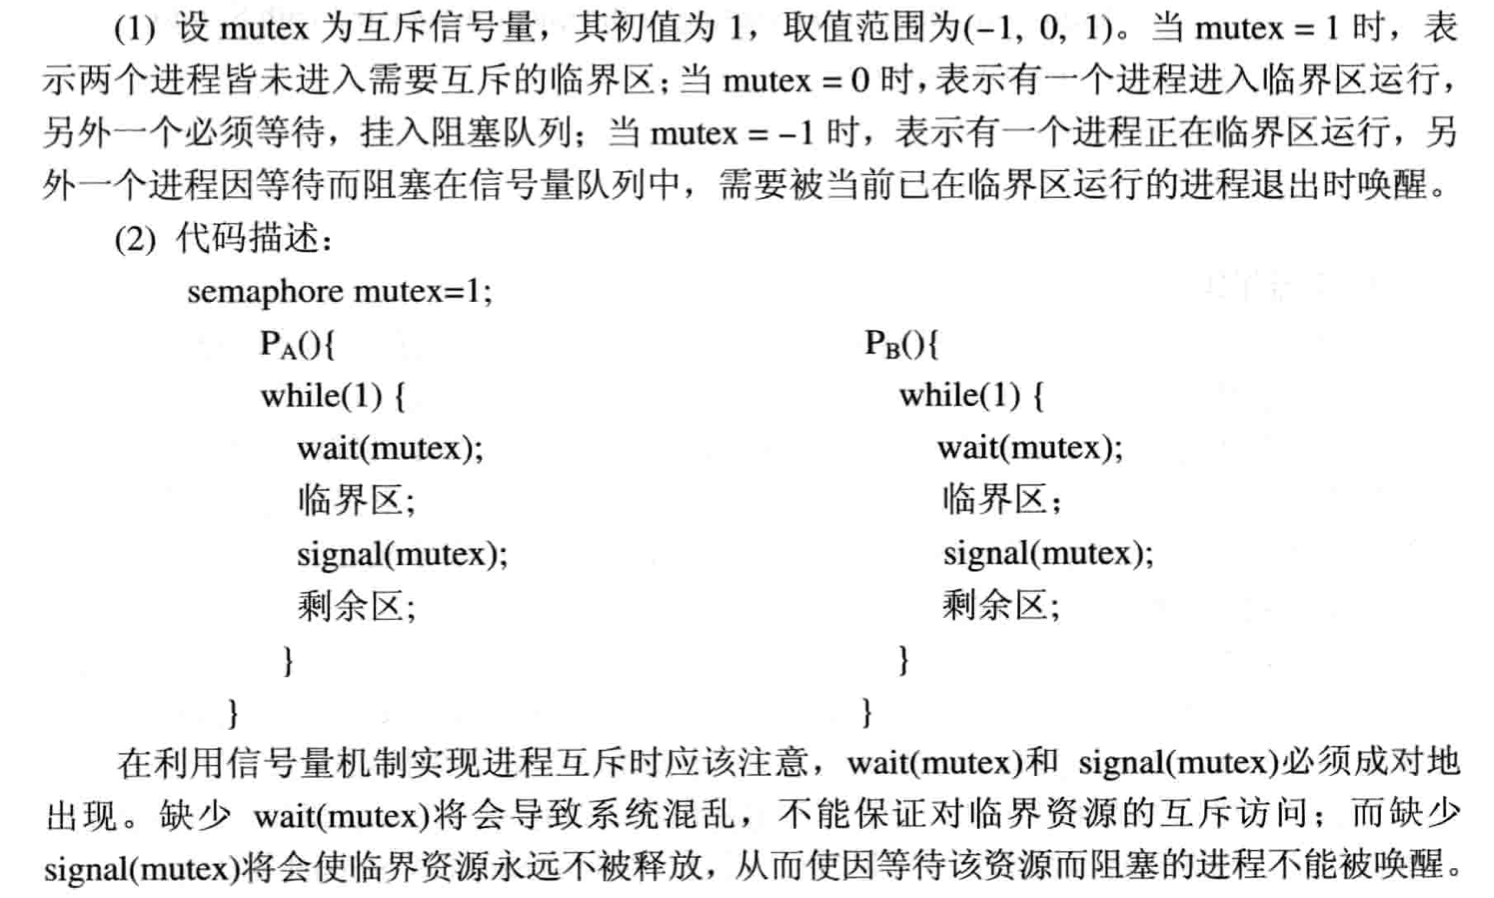 (1) 设 mutex 为互斥信号量，其初值为 1，取值范围为(−1, 0, 1)。当 mutex = 1 时，表
示两个进程皆未进入需要互斥的临界区；当 mutex = 0 时，表示有一个进程进入临界区运行，
另外一个必须等待，挂入阻塞队列；当 mutex = −1 时，表示有一个进程正在临界区运行，另
外一个进程因等待而阻塞在信号量队列中，需要被当前已在临界区运行的进程退出时唤醒。
(2) 代码描述：
semaphore mutex=1;
PA(){ PB(){
while(1) { while(1) {
wait(mutex); wait(mutex);
临界区; 临界区；
signal(mutex); signal(mutex);
剩余区; 剩余区;
} }
} }
在利用信号量机制实现进程互斥时应该注意，wait(mutex)和 signal(mutex)必须成对地
出现。缺少 wait(mutex)将会导致系统混乱，不能保证对临界资源的互斥访问；而缺少
signal(mutex)将会使临界资源永远不被释放，从而使因等待该资源而阻塞的进程不能被唤醒。